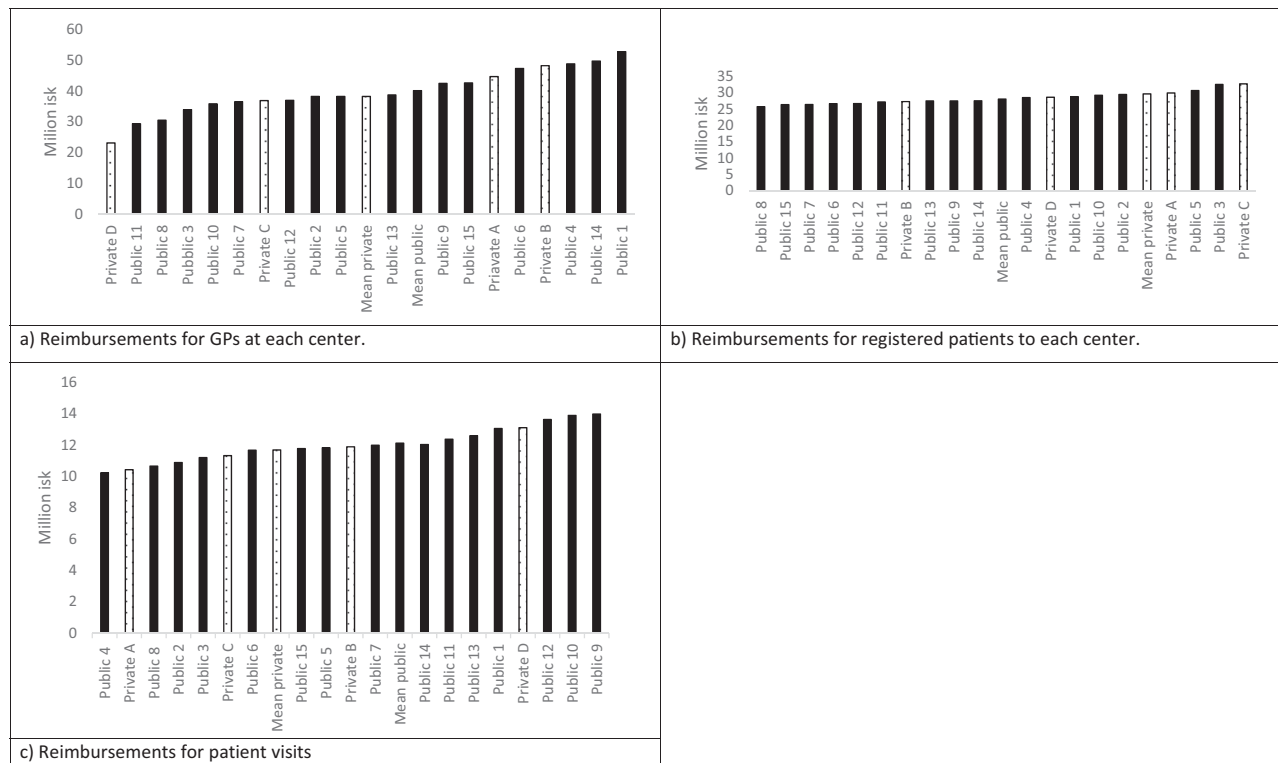 60
50
40
30
20
10
0
Milion isk
Private D
Public 11
Public 8
Pubblic 3
Public 10
Public 7
Private C
Public 12
Public 2
Public 5
Mean private
Public 13
Mean public
Public 9
Public 15
Priavate A
Public 6
Private B
Public 4
Public 14
Public 1
a) Reimbursements for GPs at each center.
35
30
25
20
15
10
5
0
Million isk
Public 8
Public 15
Public 7
Public 6
Public 12
Public 11
Private B
Public 13
Public 9
Public 14
Mean public
Public 4
Private D
Public 1
Public 10
Public 2
Mean private
Private A
Public 5
Public 3
Private C
b) Reimbursements for registered patients to each center.
16
14
12
10
8
6
4
2
0
Million isk
Public 4
Private A
Public 8
Public 2
Public 3
Private C
Public 6
Mean private
Public 15
Public 5
Private B
Public 7
Mean public
Public 14
Public 11
Public 13
Public 1
Private D
Public 12
Public 10
Public 9
c) Reimbursements for patient visits